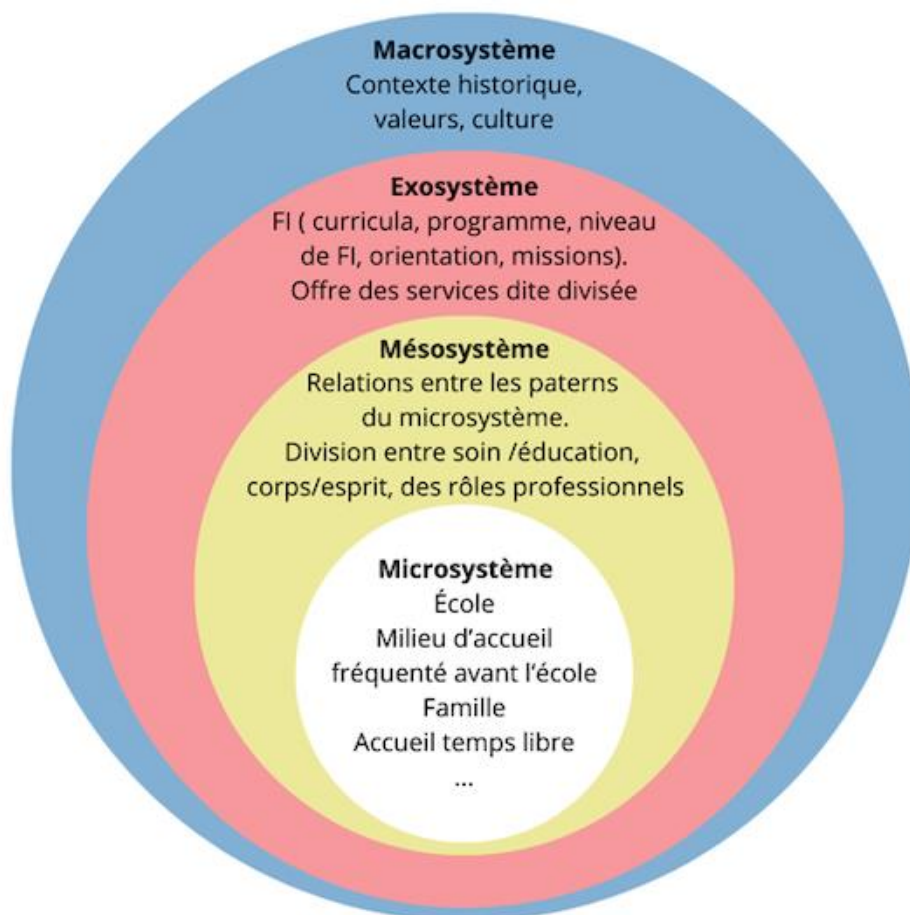 Macrosystème
Contexte historique,
valeurs, culture
Exosystème
FI ( curricula, programme, niveau
de FI, orientation, missions).
Offre des services dite divisée
Mésosystème
Relations entre les paterns
du microsystème.
Division entre soin /éducation,
corps/esprit, des rôles professionnels
Microsystème
École
Milieu d’accueil
fréquenté avant l’école
Famille
Accueil temps libre
...